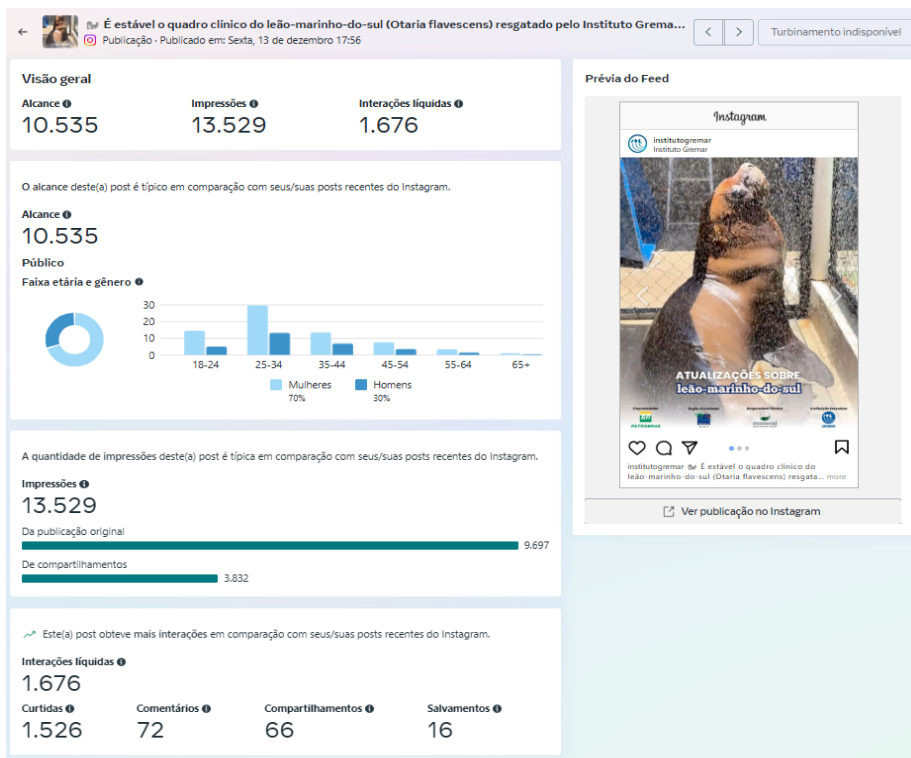 É estável o quadro clínico do leão-marinho-do-sul (Otaria flavescens) resgatado pelo Instituto Grema...
Publicação · Publicado em: Sexta, 13 de dezembro 17:56
Turbinamento indisponível
Visão geral
Alcance Impressões Interações líquidas
10.535 13.529 1.676
O alcance deste(a) post é típico em comparação com seus/suas posts recentes do Instagram.
Alcance
10.535
Público
Faixa etária e gênero
30
20
10
0
18-24 25-34 35-44 45-54 55-64 65+
Mulheres Homens
70% 30%
A quantidade de impressões deste(a) post é típica em comparação com seus/suas posts recentes do Instagram.
Impressões
13.529
Da publicação original
9.697
De compartilhamentos
3.832
Este(a) post obteve mais interações em comparação com seus/suas posts recentes do Instagram.
Interações líquidas
1.676
Curtidas Comentários Compartilhamentos Salvamentos
1.526 72 66 16
Prévia do Feed
Instagram
institutogremar
Instituto Gremar
ATUALIZAÇÕES SOBRE
leão-marinho-do-sul
PETROBRAS
institutogremar É estável o quadro clínico do
leão-marinho-do-sul (Otaria flavescens) resgata... more
Ver publicação no Instagram